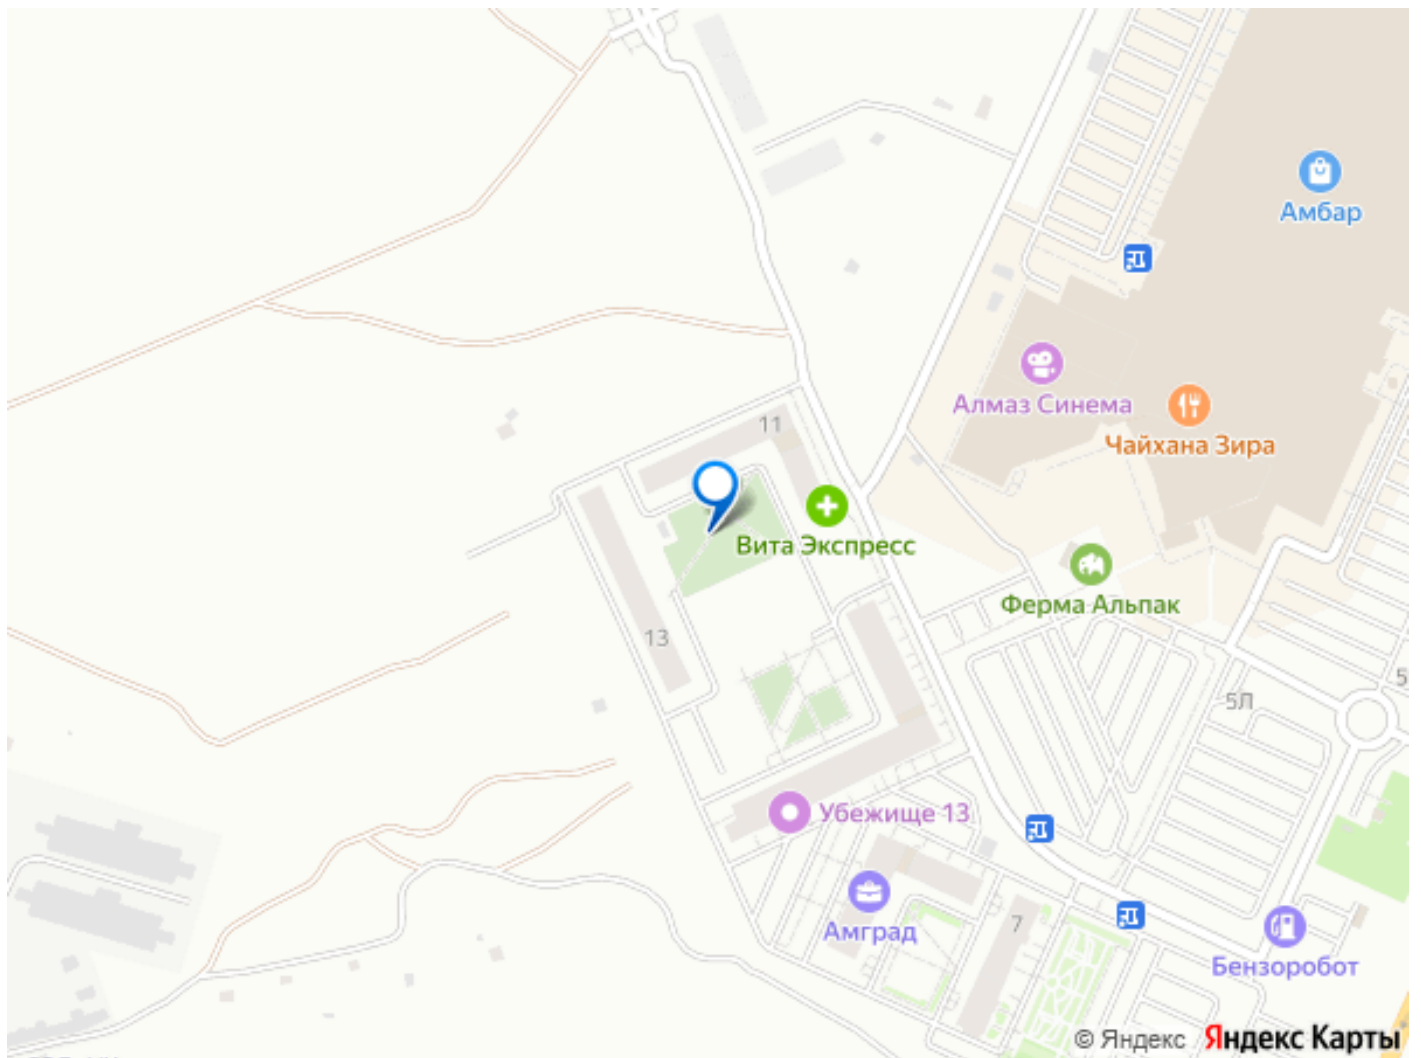 Амбар
Алмаз Синема
Чайхана Зира
11
Вита Экспресс
Ферма Альпак
13
5
5Л
Убежище 13
Амград
7
Бензоробот
© Яндекс Яндекс Карты